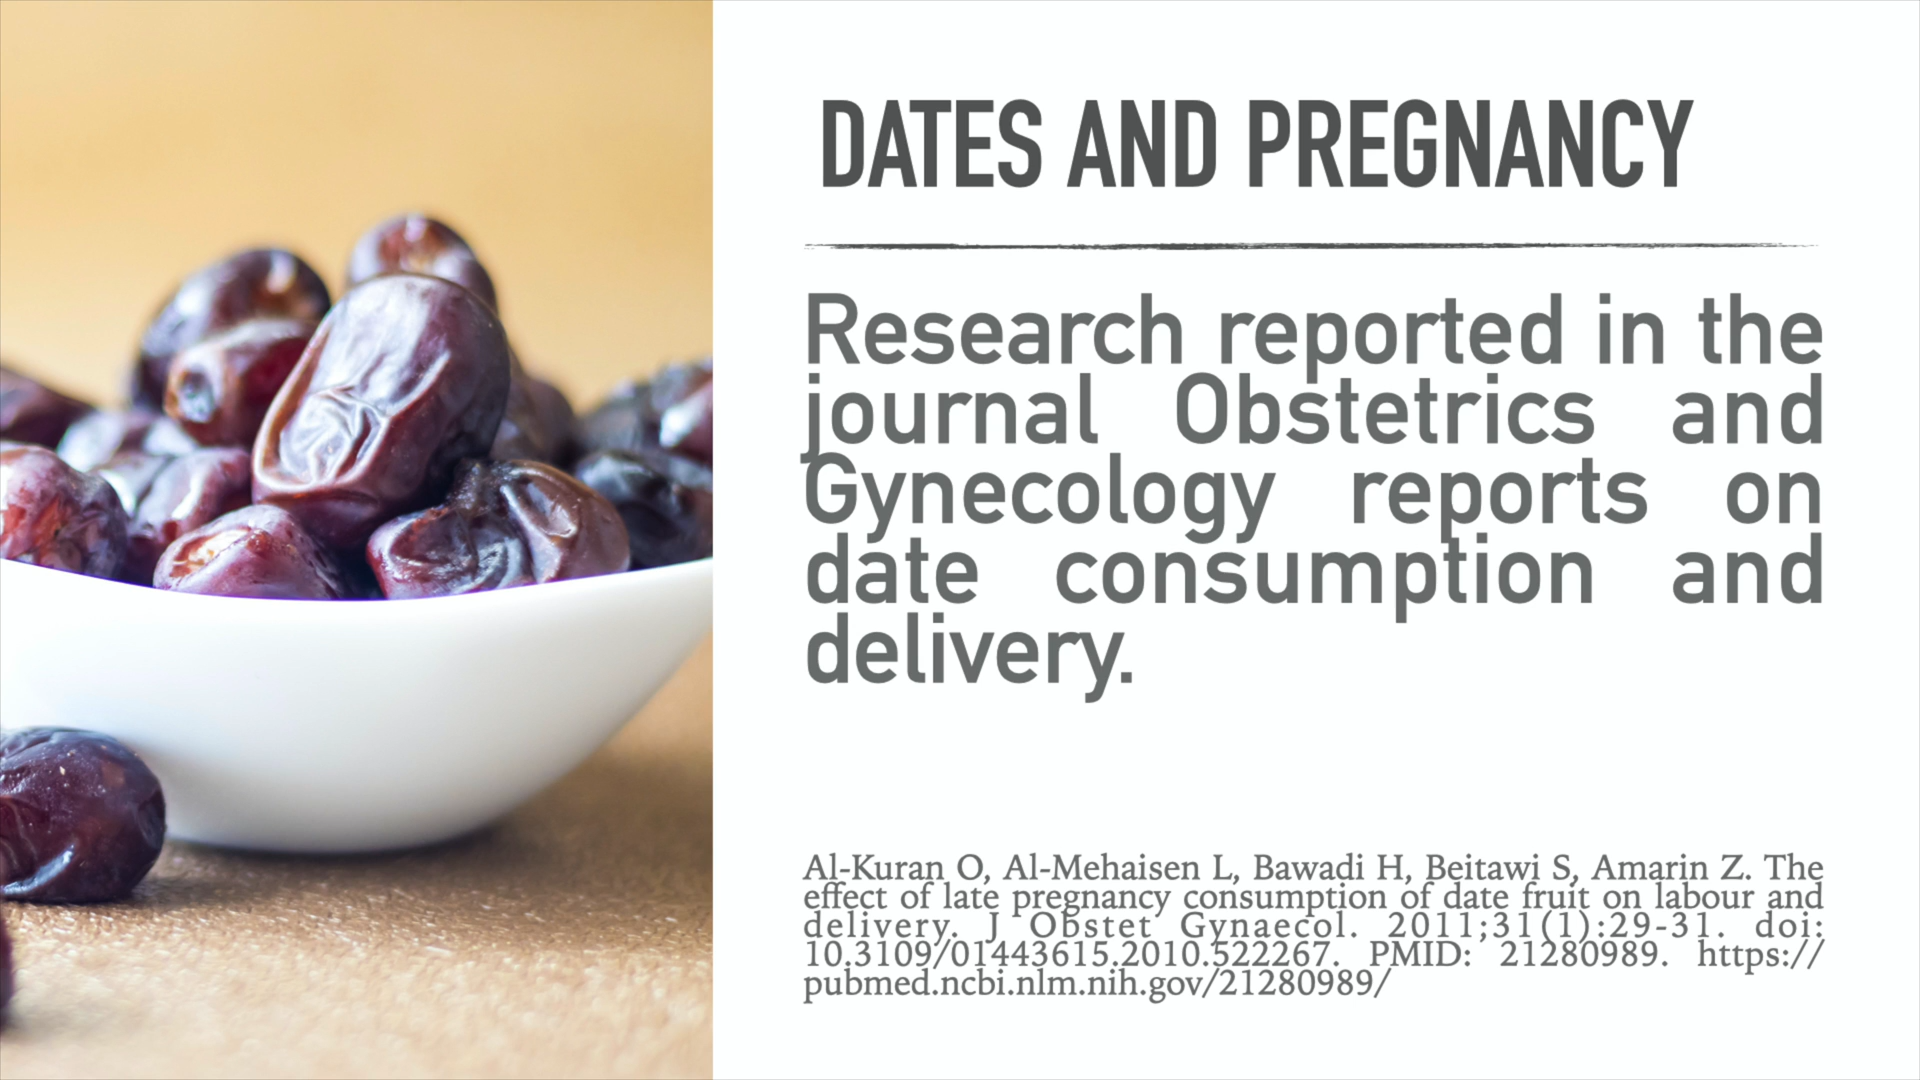 DATES AND PREGNANCY
Research reported in the
journal Obstetrics and
Gynecology reports on
date consumption and
delivery.
Al-Kuran O, Al-Mehaisen L, Bawadi H, Beitawi S, Amarin Z. The
effect of late pregnancy consumption of date fruit on labour and
delivery. J Obstet Gynaecol. 2011;31(1):29-31. doi:
10.3109/01443615.2010.522267. PMID: 21280989. https://
pubmed.ncbi.nlm.nih.gov/21280989/